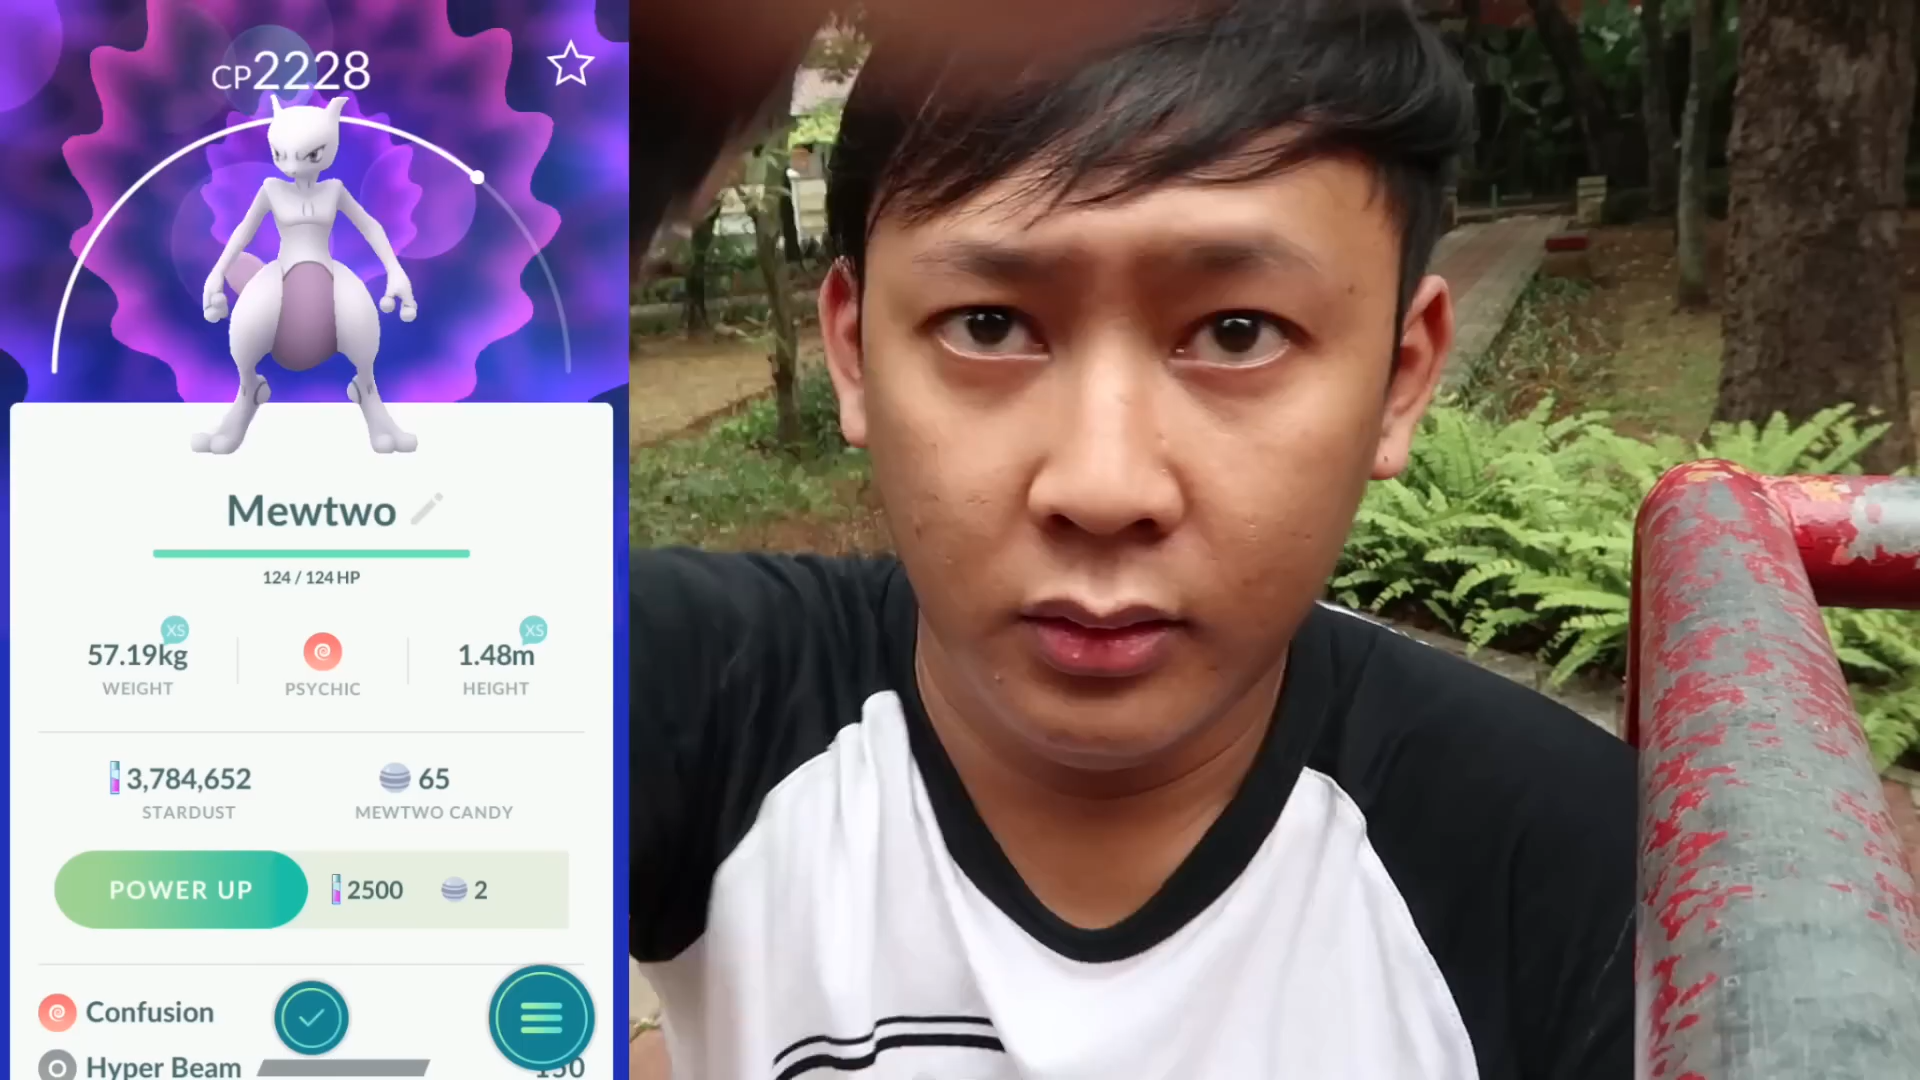 CP2228
Mewtwo
124 / 124 HP
XS
XS
57.19kg
1.48m
WEIGHT
PSYCHIC
HEIGHT
3,784,652
65
STARDUST
MEWTWO CANDY
POWER UP
2500
2
Confusion
Hyper Beam
150